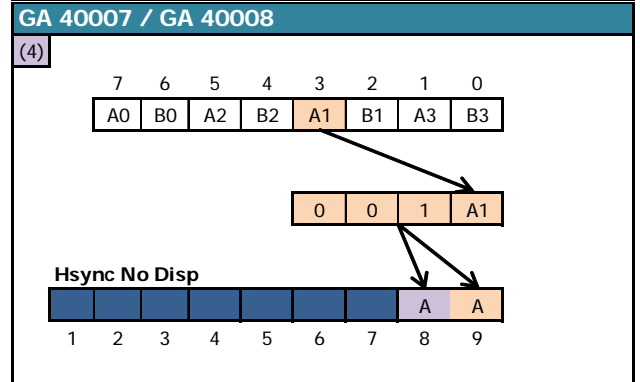 GA 40007 / GA 40008
(4)
7 6 5 4 3 2 1 0
A0 B0 A2 B2 A1 B1 A3 B3
0 0 1 A1
Hsync No Disp
A A
1 2 3 4 5 6 7 8 9